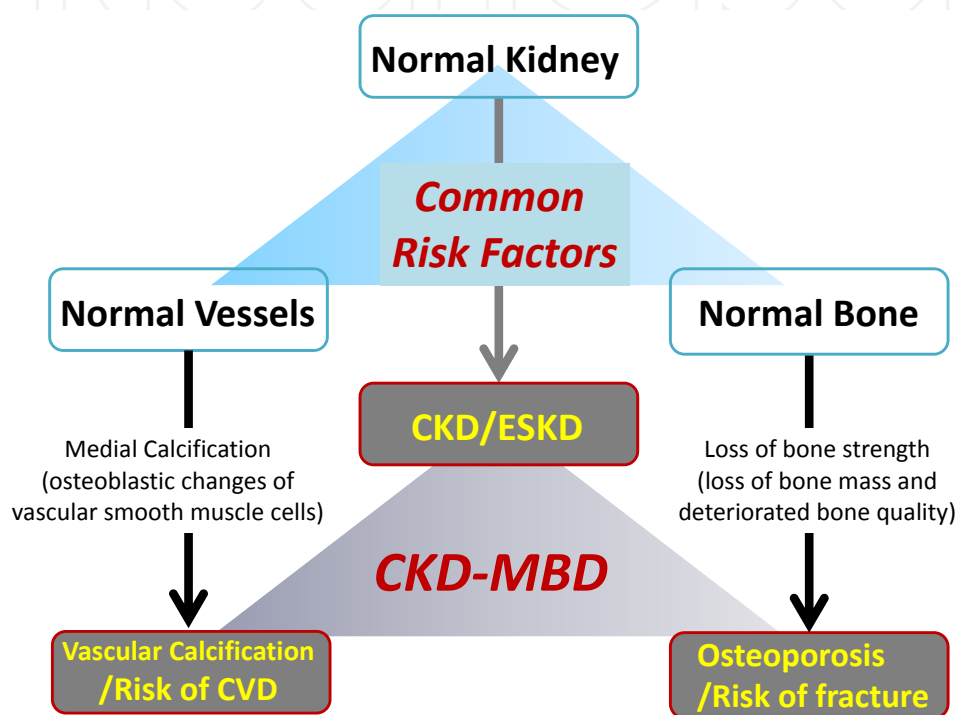 Normal Kidney
Common
Risk Factors
Normal Vessels
Normal Bone
CKD/ESKD
Medial Calcification
(osteoblastic changes of
vascular smooth muscle cells)
Loss of bone strength
(loss of bone mass and
deteriorated bone quality)
CKD-MBD
Vascular Calcification
/Risk of CVD
Osteoporosis
/Risk of fracture